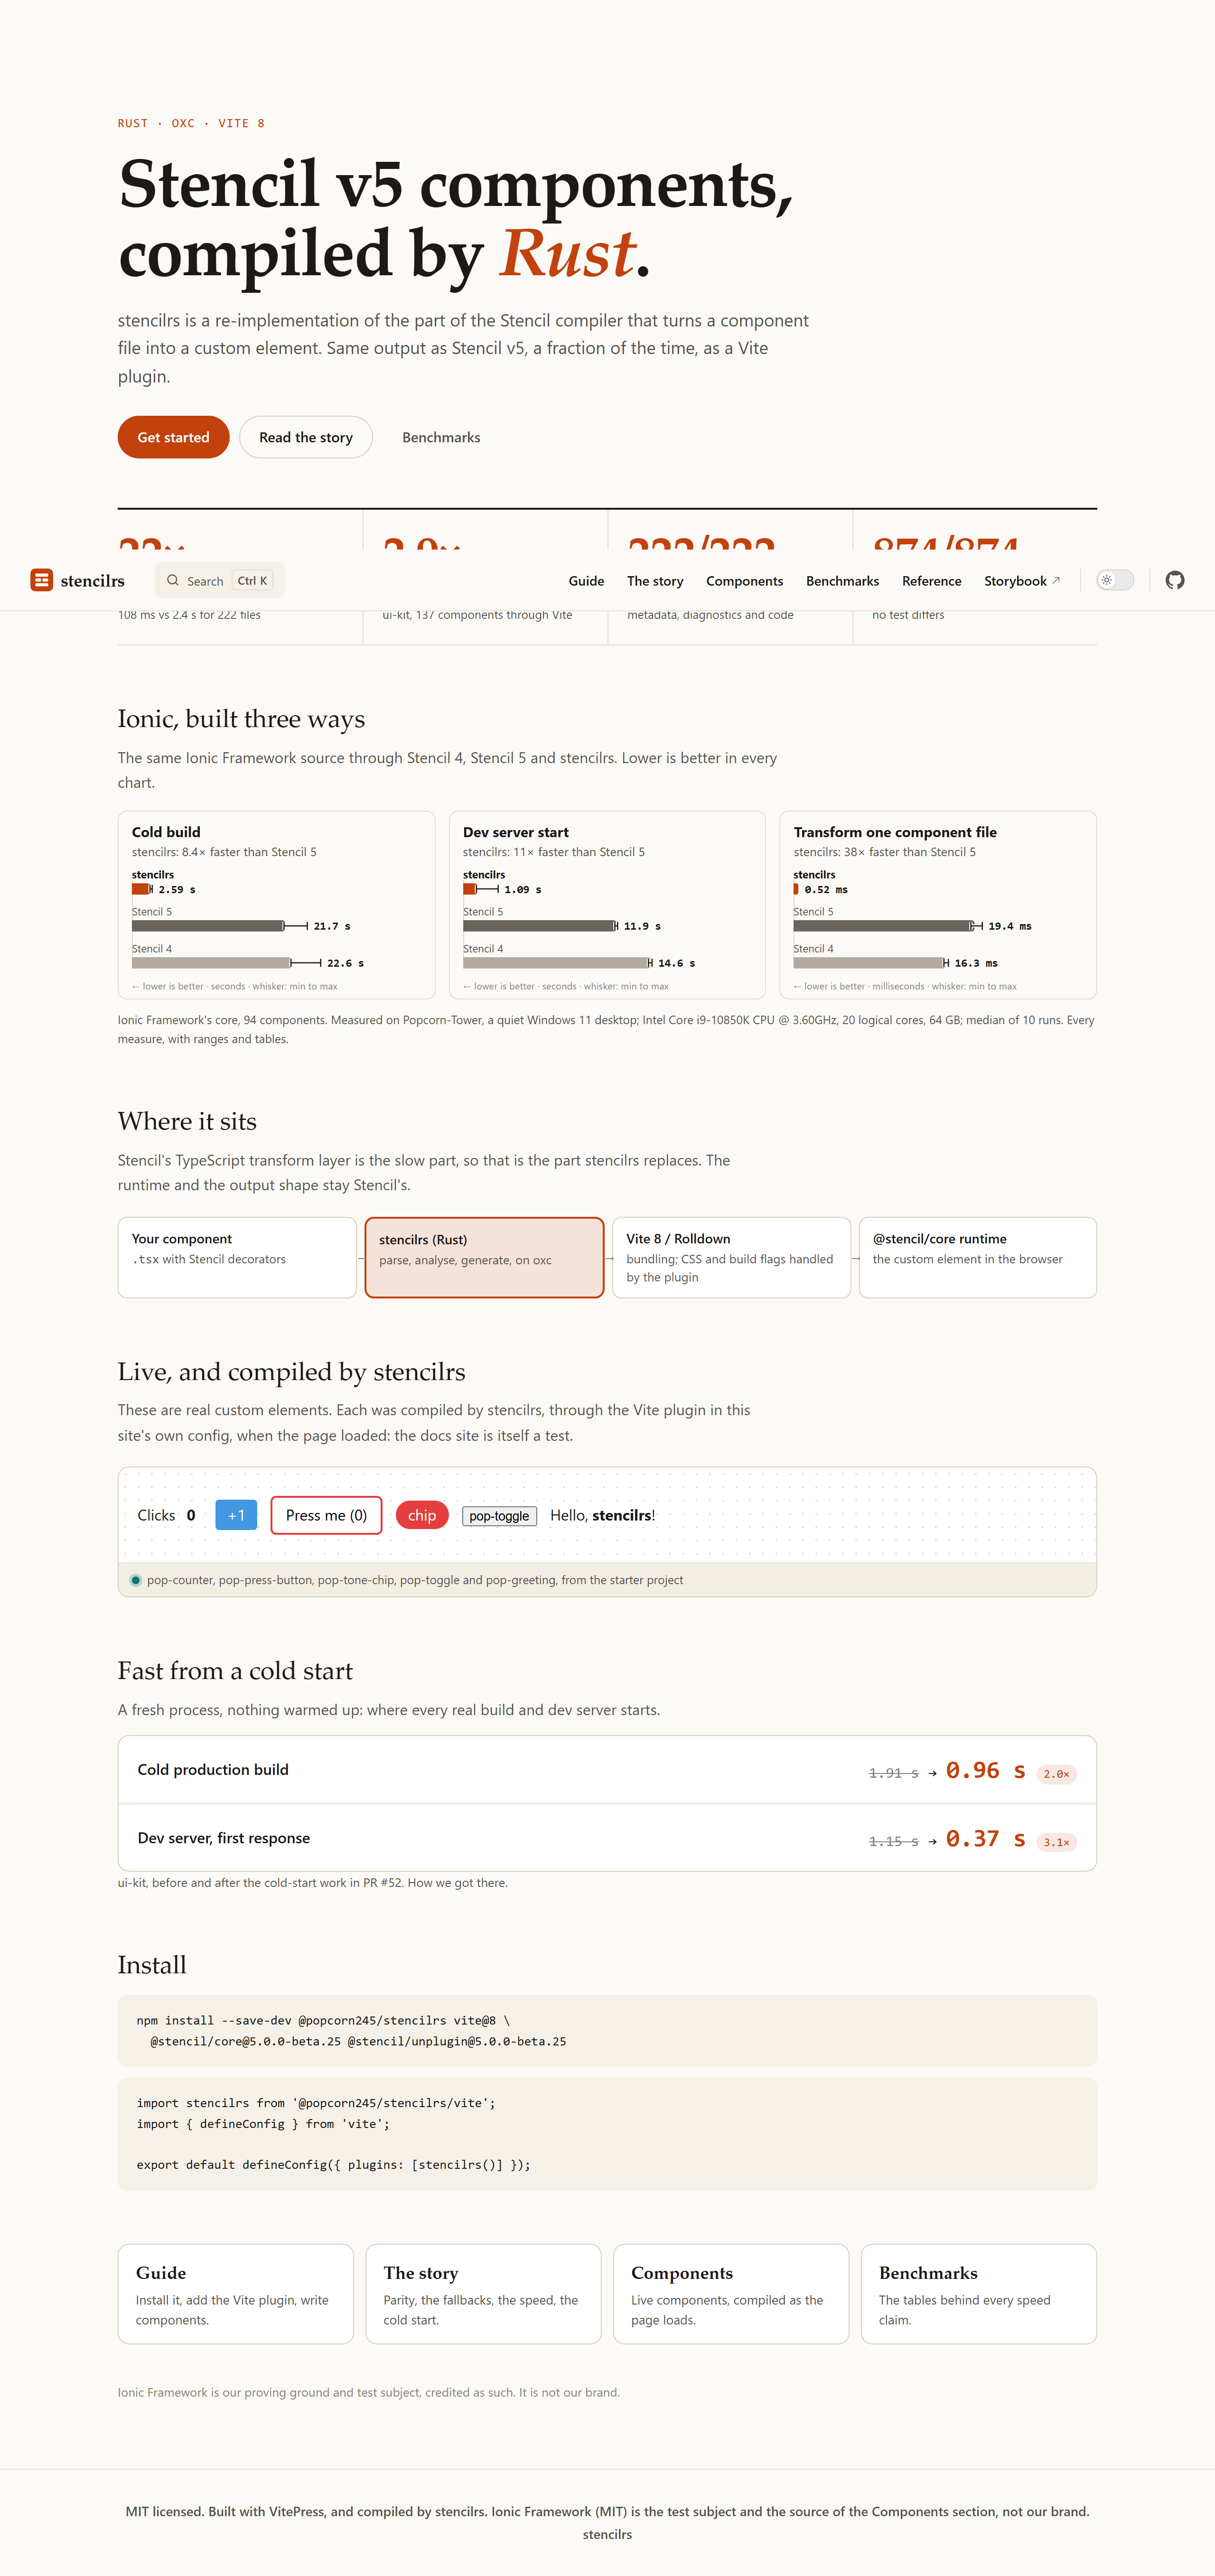 RUST · OXC · VITE 8
Stencil v5 components,
compiled by Rust.
stencilrs is a re-implementation of the part of the Stencil compiler that turns a component
file into a custom element. Same output as Stencil v5, a fraction of the time, as a Vite
plugin.
Get started
Read the story
Benchmarks
stencilrs
Search
Ctrl K
Guide
The story
Components
Benchmarks
Reference
Storybook ↗
108 ms vs 2.4 s for 222 files
ui-kit, 137 components through Vite
metadata, diagnostics and code
no test differs
Ionic, built three ways
The same Ionic Framework source through Stencil 4, Stencil 5 and stencilrs. Lower is better in every
chart.
Cold build
stencilrs: 8.4× faster than Stencil 5
stencilrs
2.59 s
Stencil 5
21.7 s
Stencil 4
22.6 s
← lower is better · seconds · whisker: min to max
Dev server start
stencilrs: 11× faster than Stencil 5
stencilrs
1.09 s
Stencil 5
11.9 s
Stencil 4
14.6 s
← lower is better · seconds · whisker: min to max
Transform one component file
stencilrs: 38× faster than Stencil 5
stencilrs
0.52 ms
Stencil 5
19.4 ms
Stencil 4
16.3 ms
← lower is better · milliseconds · whisker: min to max
Ionic Framework's core, 94 components. Measured on Popcorn-Tower, a quiet Windows 11 desktop; Intel Core i9-10850K CPU @ 3.60GHz, 20 logical cores, 64 GB; median of 10 runs. Every
measure, with ranges and tables.
Where it sits
Stencil's TypeScript transform layer is the slow part, so that is the part stencilrs replaces. The
runtime and the output shape stay Stencil's.
Your component
.tsx with Stencil decorators
→
stencilrs (Rust)
parse, analyse, generate, on oxc
→
Vite 8 / Rolldown
bundling; CSS and build flags handled
by the plugin
→
@stencil/core runtime
the custom element in the browser
Live, and compiled by stencilrs
These are real custom elements. Each was compiled by stencilrs, through the Vite plugin in this
site's own config, when the page loaded: the docs site is itself a test.
Clicks 0
+1
Press me (0)
chip
pop-toggle
Hello, stencilrs!
pop-counter, pop-press-button, pop-tone-chip, pop-toggle and pop-greeting, from the starter project
Fast from a cold start
A fresh process, nothing warmed up: where every real build and dev server starts.
Cold production build
1.91 s → 0.96 s 2.0×
Dev server, first response
1.15 s → 0.37 s 3.1×
ui-kit, before and after the cold-start work in PR #52. How we got there.
Install
npm install --save-dev @popcorn245/stencilrs vite@8 \
@stencil/core@5.0.0-beta.25 @stencil/unplugin@5.0.0-beta.25
import stencilrs from '@popcorn245/stencilrs/vite';
import { defineConfig } from 'vite';
export default defineConfig({ plugins: [stencilrs()] });
Guide
Install it, add the Vite plugin, write
components.
The story
Parity, the fallbacks, the speed, the
cold start.
Components
Live components, compiled as the
page loads.
Benchmarks
The tables behind every speed
claim.
Ionic Framework is our proving ground and test subject, credited as such. It is not our brand.
MIT licensed. Built with VitePress, and compiled by stencilrs. Ionic Framework (MIT) is the test subject and the source of the Components section, not our brand.
stencilrs